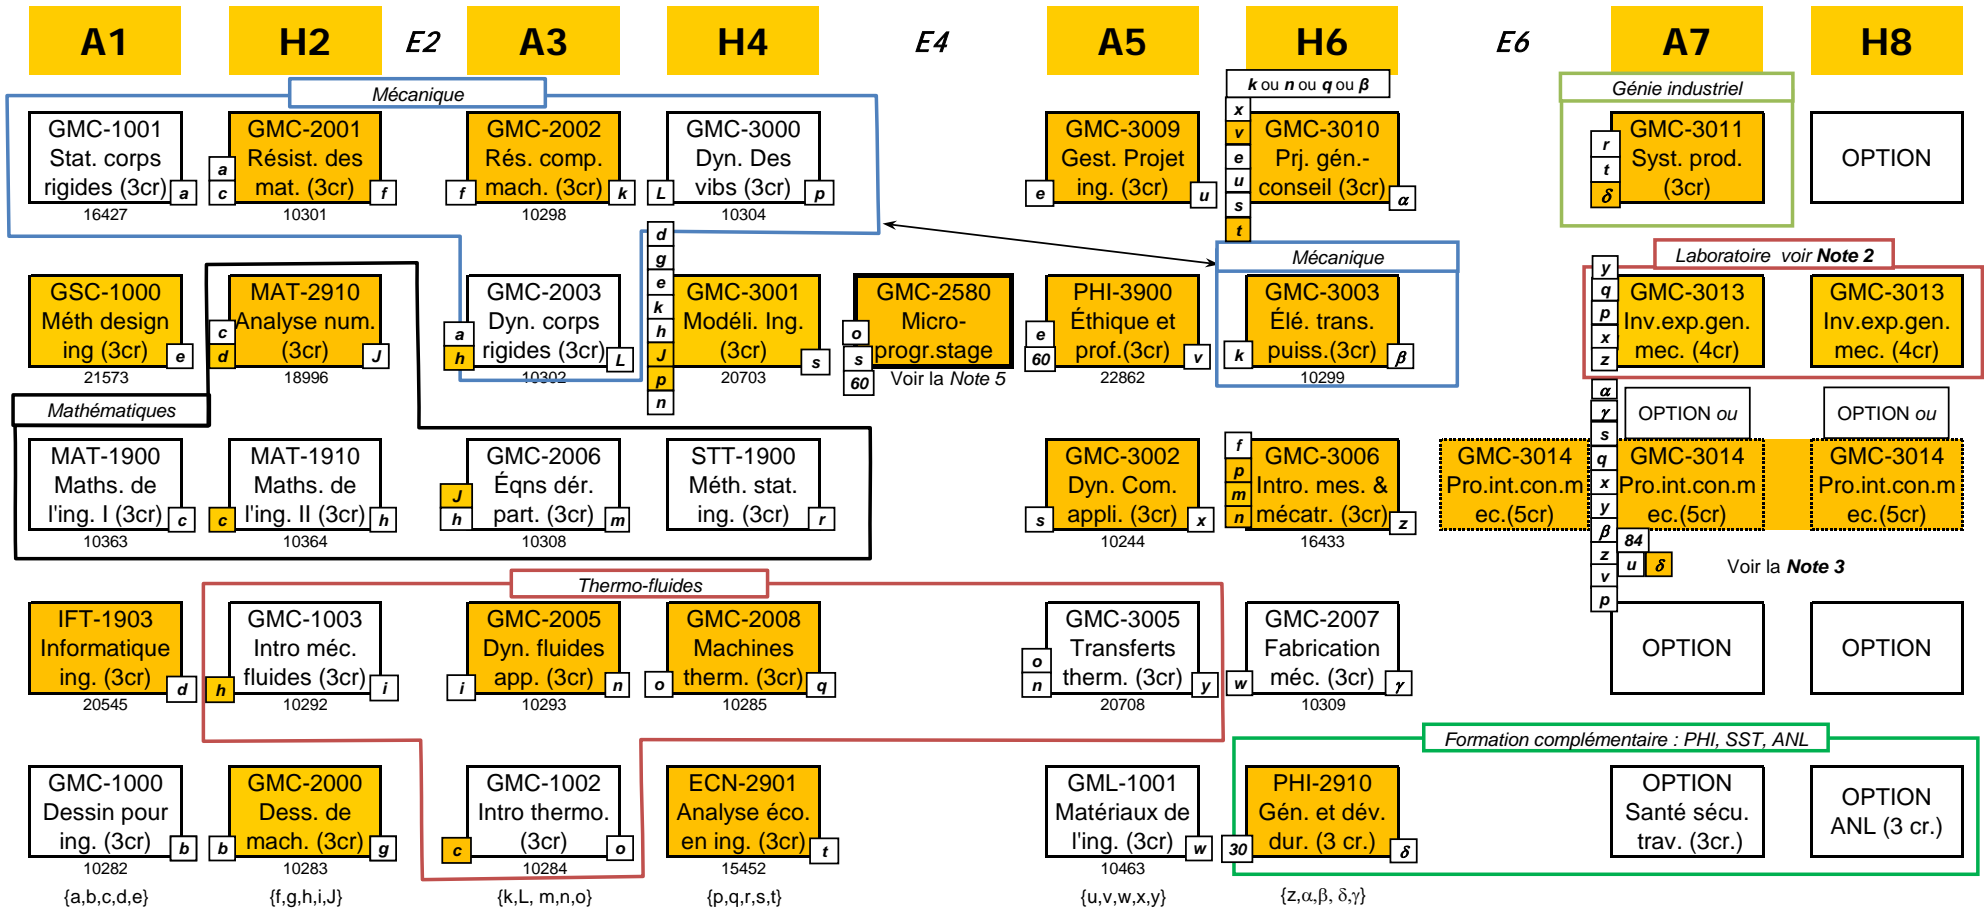 A1 H2 E2 A3 H4 E4 A5 H6 E6 A7 H8
Mécanique
k ou n ou q ou β
Génie industriel
GMC-1001
Stat. corps
rigides (3cr)
a
16427
a
c
GMC-2001
Résist. des
mat. (3cr)
f
10301
f
GMC-2002
Rés. comp.
mach. (3cr)
k
10298
L
GMC-3000
Dyn. Des
vibs (3cr)
p
10304
e
GMC-3009
Gest. Projet
ing. (3cr)
u
x
v
e
u
s
t
GMC-3010
Prj. gén.-
conseil (3cr)
α
r
t
δ
GMC-3011
Syst. prod.
(3cr)
OPTION
Mécanique
Laboratoire voir Note 2
GSC-1000
Méth design
ing (3cr)
e
21573
c
d
MAT-2910
Analyse num.
(3cr)
J
18996
a
h
GMC-2003
Dyn. corps
rigides (3cr)
L
10302
d
g
e
k
h
J
p
n
GMC-3001
Modéli. Ing.
(3cr)
s
20703
o
s
60
GMC-2580
Micro-
progr.stage
Voir la Note 5
e
60
PHI-3900
Éthique et
prof.(3cr)
v
22862
k
GMC-3003
Élé. trans.
puiss.(3cr)
β
10299
y
q
p
x
z
GMC-3013
Inv.exp.gen.
mec. (4cr)
GMC-3013
Inv.exp.gen.
mec. (4cr)
Mathématiques
MAT-1900
Maths. de
l'ing. I (3cr)
c
10363
c
MAT-1910
Maths. de
l'ing. II (3cr)
h
10364
J
h
GMC-2006
Éqns dér.
part. (3cr)
m
10308
STT-1900
Méth. stat.
ing. (3cr)
r
s
GMC-3002
Dyn. Com.
appli. (3cr)
x
10244
f
p
m
n
GMC-3006
Intro. mes. &
mécatr. (3cr)
z
16433
GMC-3014
Pro.int.con.m
ec.(5cr)
α
γ
s
q
x
y
β
z
v
p
84
u
δ
OPTION ou
GMC-3014
Pro.int.con.m
ec.(5cr)
OPTION ou
GMC-3014
Pro.int.con.m
ec.(5cr)
Voir la Note 3
Thermo-fluides
IFT-1903
Informatique
ing. (3cr)
d
20545
h
GMC-1003
Intro méc.
fluides (3cr)
i
10292
i
GMC-2005
Dyn. fluides
app. (3cr)
n
10293
o
GMC-2008
Machines
therm. (3cr)
q
10285
o
n
GMC-3005
Transferts
therm. (3cr)
y
20708
w
GMC-2007
Fabrication
méc. (3cr)
γ
10309
OPTION
OPTION
Formation complémentaire : PHI, SST, ANL
GMC-1000
Dessin pour
ing. (3cr)
b
10282
b
GMC-2000
Dess. de
mach. (3cr)
g
10283
c
GMC-1002
Intro thermo.
(3cr)
o
10284
ECN-2901
Analyse éco.
en ing. (3cr)
t
15452
GML-1001
Matériaux de
l'ing. (3cr)
w
10463
30
PHI-2910
Gén. et dév.
dur. (3 cr.)
δ
OPTION
Santé sécu.
trav. (3cr.)
OPTION
ANL (3 cr.)
{a,b,c,d,e}
{f,g,h,i,J}
{k,L, m,n,o}
{p,q,r,s,t}
{u,v,w,x,y}
{z,α,β, δ,γ}